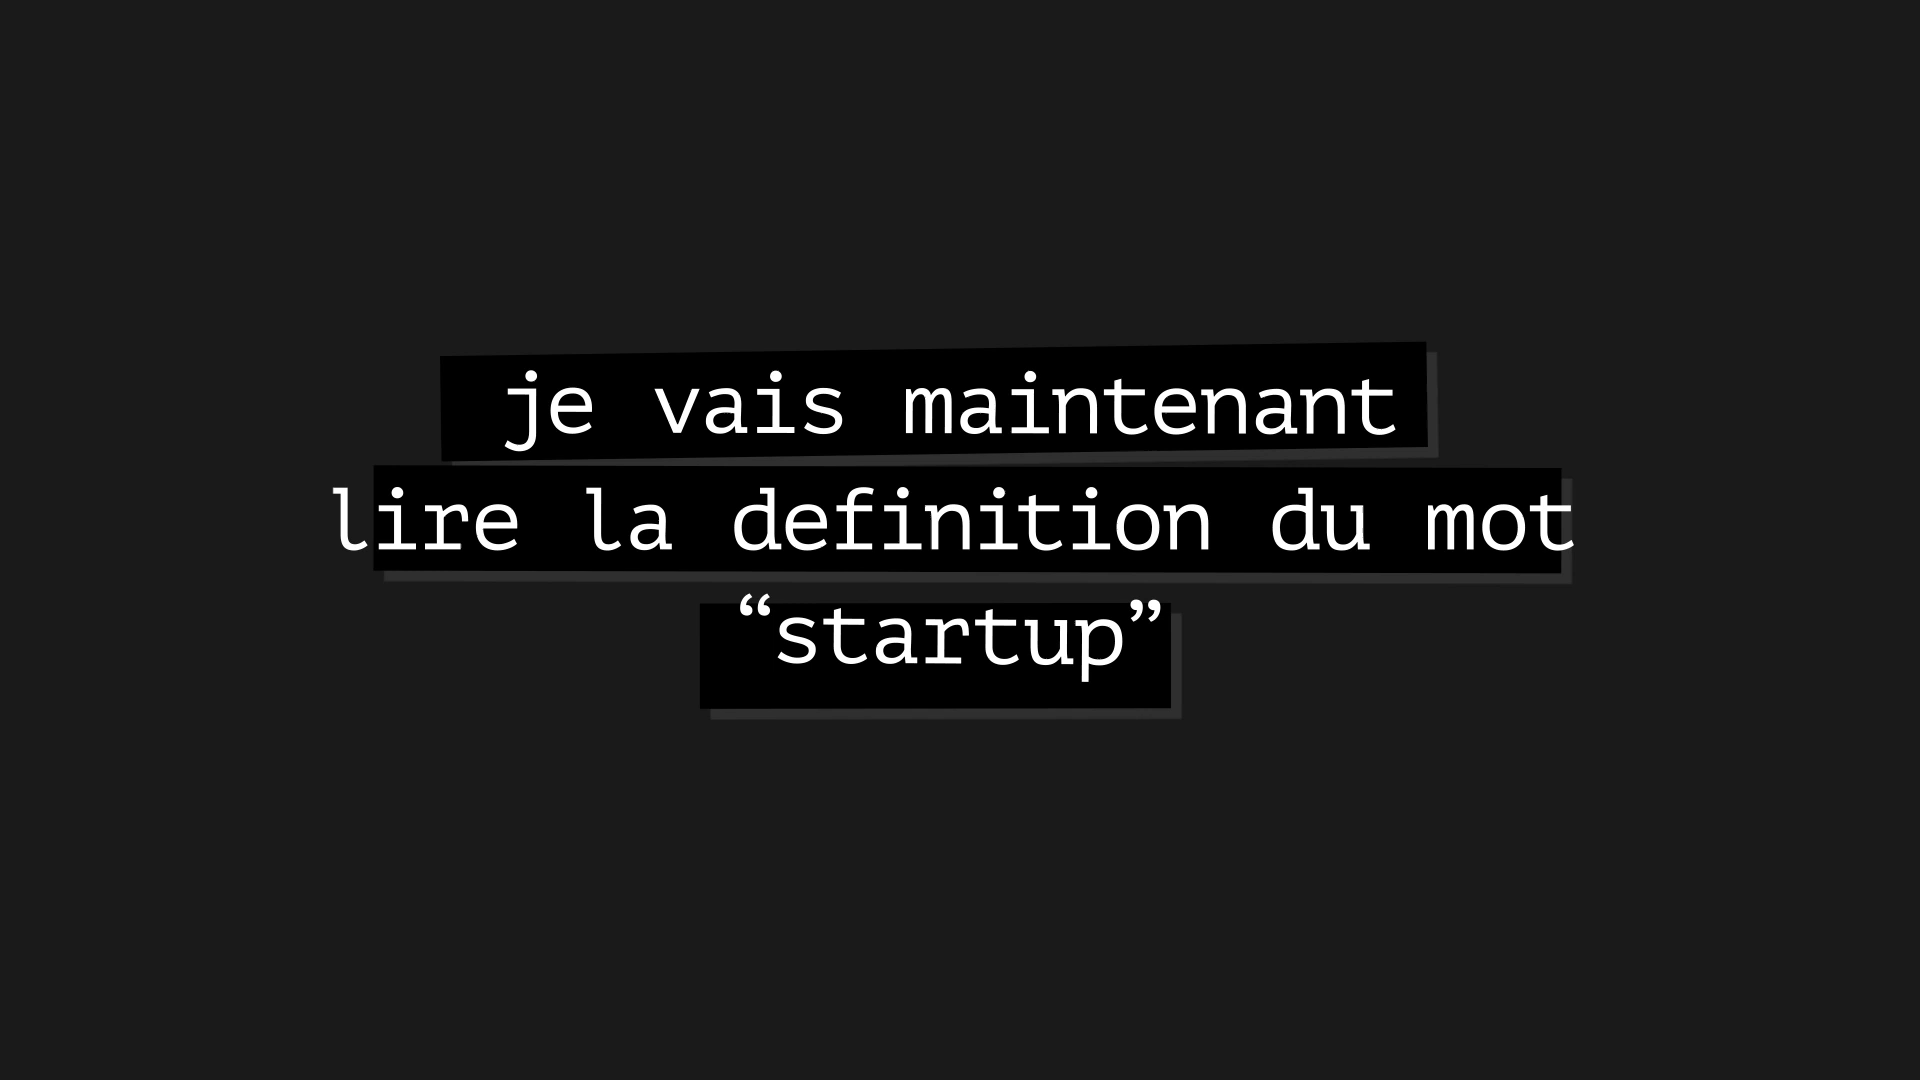 je vais maintenant
lire la definition du mot
“startup”